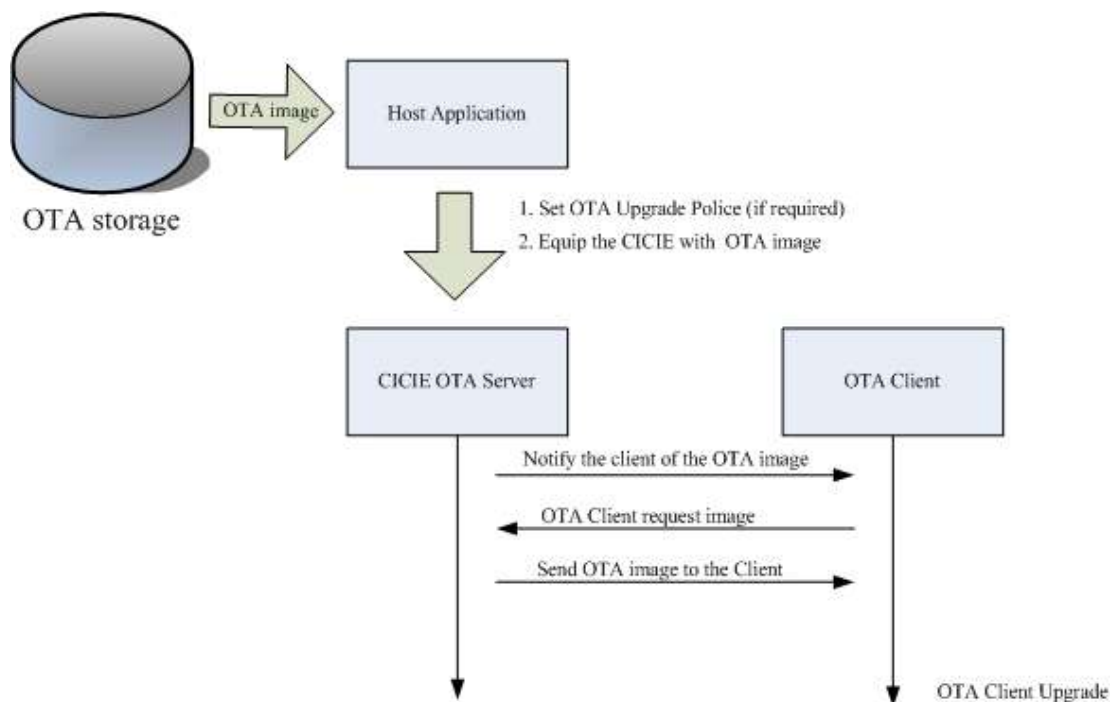 OTA image
Host Application
OTA storage
1. Set OTA Upgrade Police (if required)
2. Equip the CICIE with OTA image
CICIE OTA Server
OTA Client
Notify the client of the OTA image
OTA Client request image
Send OTA image to the Client
OTA Client Upgrade